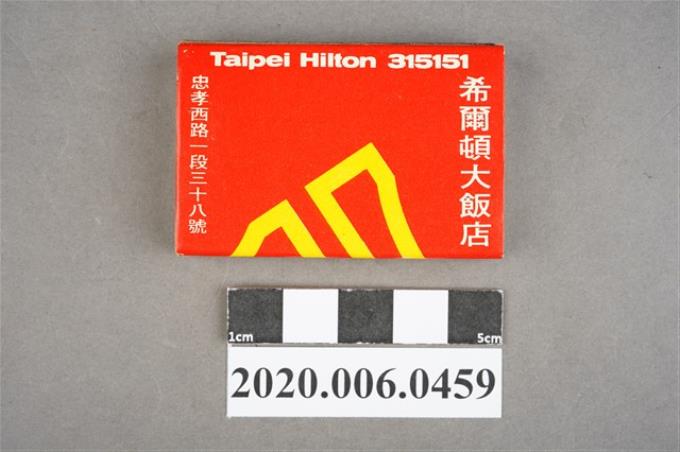 Taipei Hilton 315151
希爾頓大飯店
忠孝西路一段三十八號
1cm 5cm
2020.006.0459